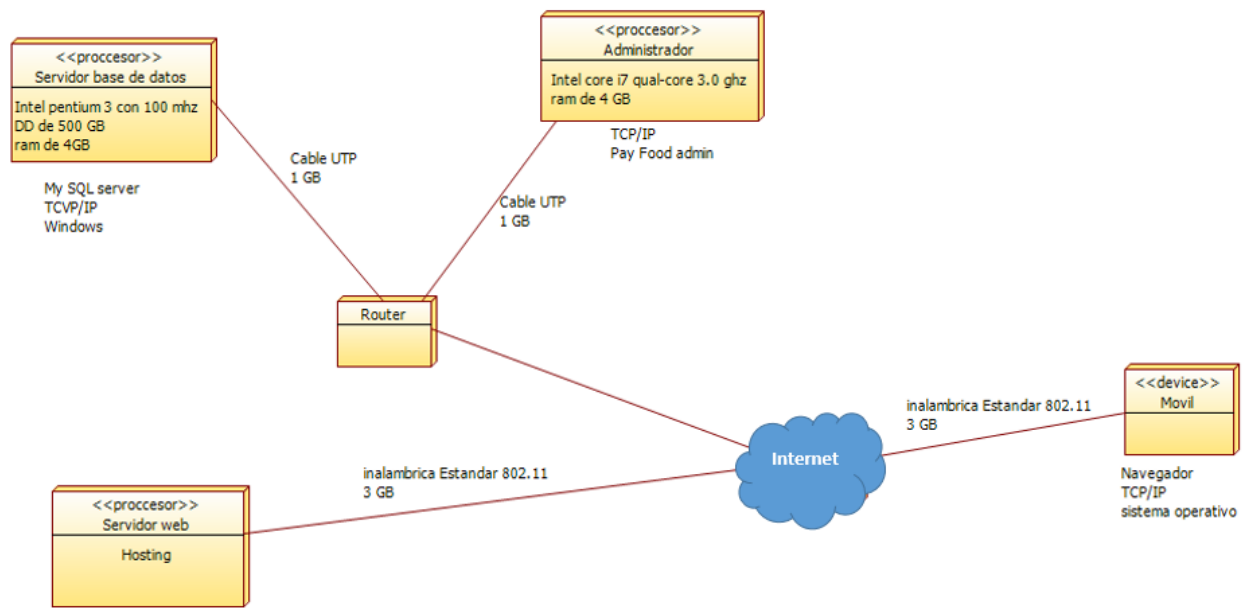 <<proccesor>>
Servidor base de datos
Intel pentium 3 con 100 mhz
DD de 500 GB
ram de 4GB
My SQL server
TCVP/IP
Windows
<<proccesor>>
Administrador
Intel core i7 qual-core 3.0 ghz
ram de 4 GB
TCP/IP
Pay Food admin
Cable UTP
1 GB
Cable UTP
1 GB
Router
Internet
inalambrica Estandar 802.11
3 GB
<<device>>
Movil
Navegador
TCP/IP
sistema operativo
inalambrica Estandar 802.11
3 GB
<<proccesor>>
Servidor web
Hosting